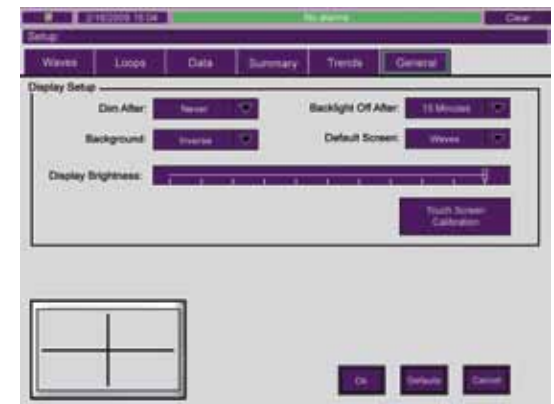 2/16/2009 15:04 No alarms Clear
Setup:
Waves Loops Data Summary Trends General
Display Setup
Dim After: Never Backlight Off After: 15 Minutes
Background: Inverse Default Screen: Waves
Display Brightness:
Touch Screen
Calibration
Ok Defaults Cancel